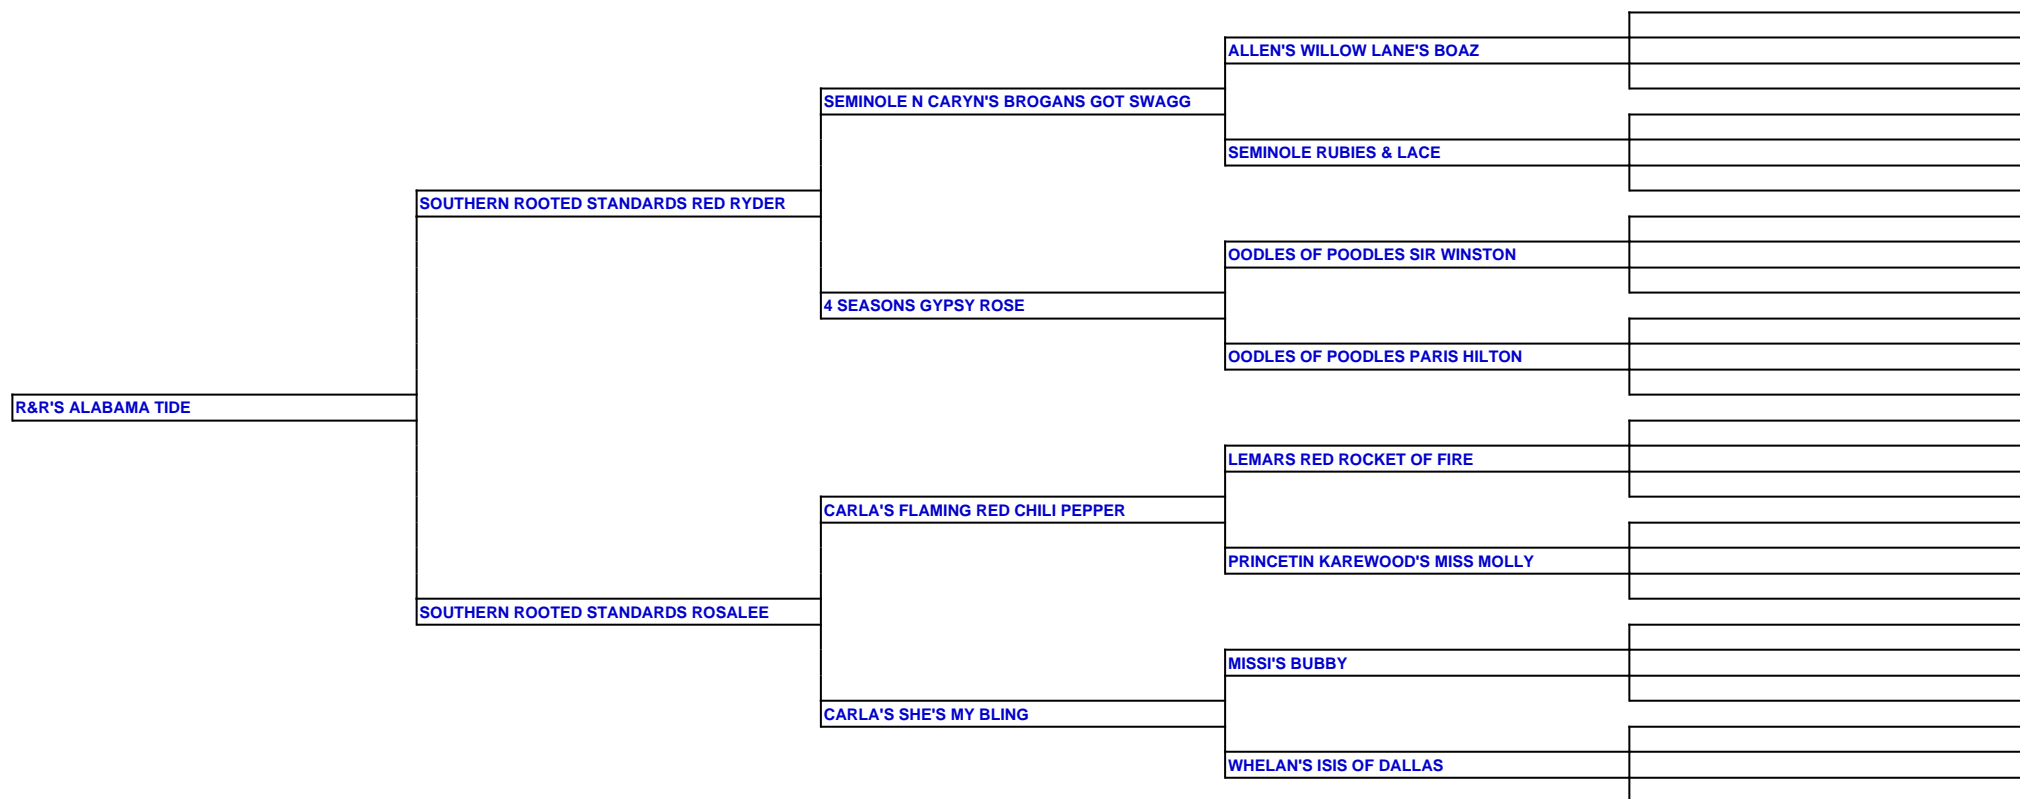 ALLEN'S WILLOW LANE'S BOAZ
SEMINOLE N CARYN'S BROGANS GOT SWAGG
SEMINOLE RUBIES & LACE
SOUTHERN ROOTED STANDARDS RED RYDER
OODLES OF POODLES SIR WINSTON
4 SEASONS GYPSY ROSE
OODLES OF POODLES PARIS HILTON
R&R'S ALABAMA TIDE
LEMARS RED ROCKET OF FIRE
CARLA'S FLAMING RED CHILI PEPPER
PRINCETIN KAREWOOD'S MISS MOLLY
SOUTHERN ROOTED STANDARDS ROSALEE
MISSI'S BUBBY
CARLA'S SHE'S MY BLING
WHELAN'S ISIS OF DALLAS